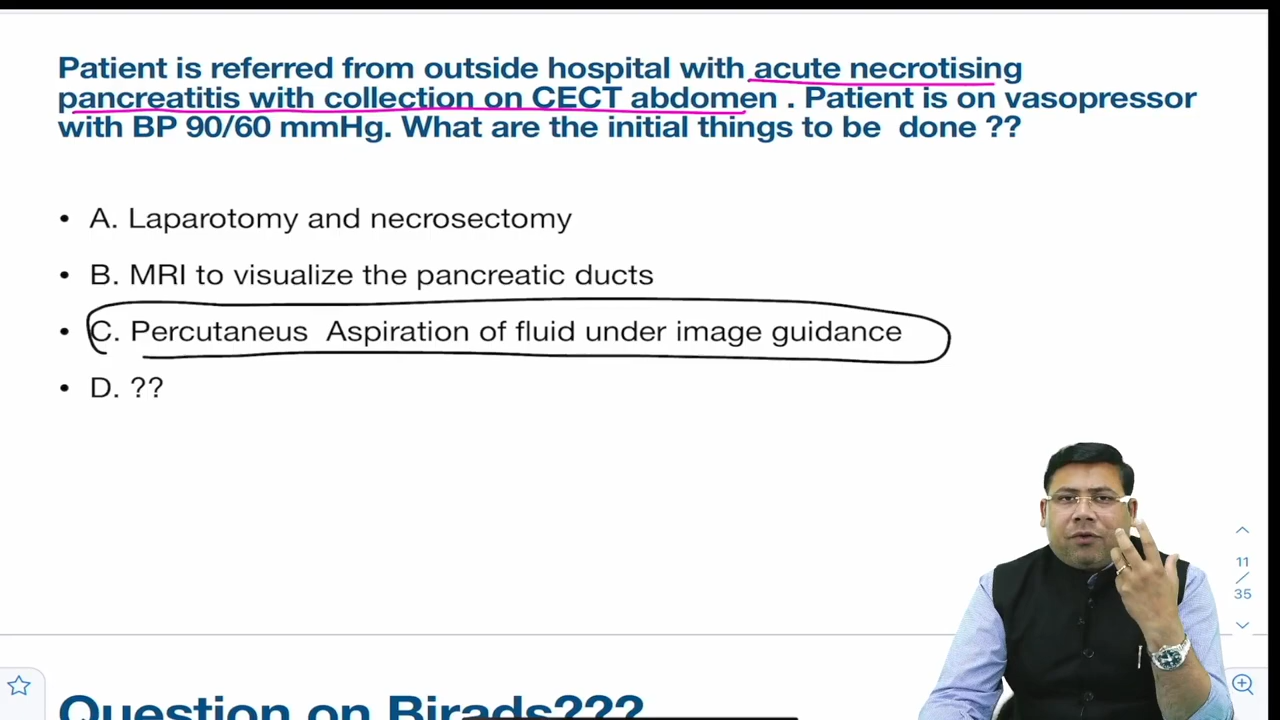 Patient is referred from outside hospital with acute necrotising
pancreatitis with collection on CECT abdomen . Patient is on vasopressor
with BP 90/60 mmHg. What are the initial things to be done ??
• A. Laparotomy and necrosectomy
• B. MRI to visualize the pancreatic ducts
• C. Percutaneus Aspiration of fluid under image guidance
• D. ??
11
/
35
Question on Birads???